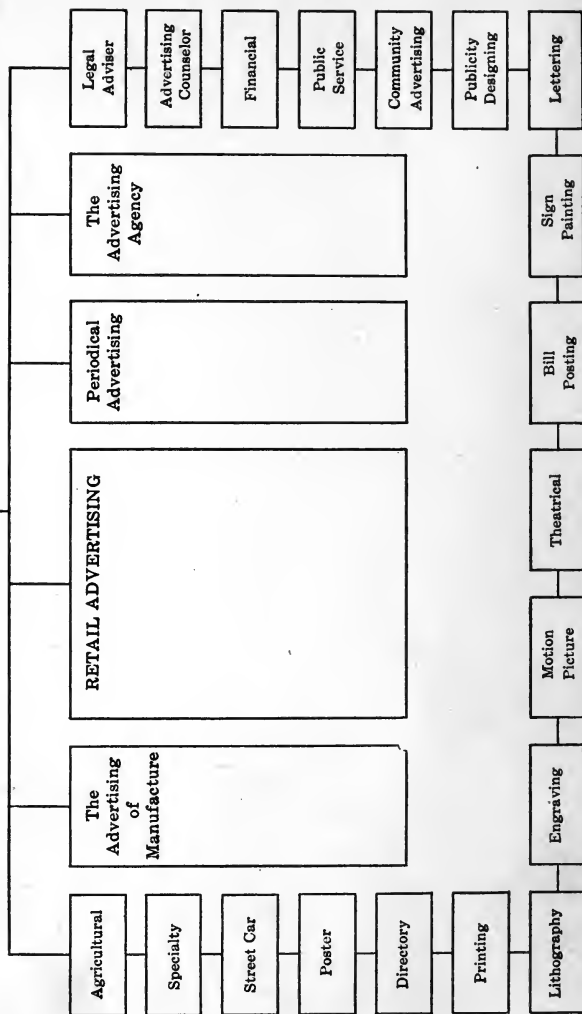 Agricultural
Specialty
Street Car
Poster
Directory
Printing
Lithography
The
Advertising
of
Manufacture
RETAIL ADVERTISING
Periodical
Advertising
The
Advertising
Agency
Legal
Adviser
Advertising
Counselor
Financial
Public
Service
Community
Advertising
Publicity
Designing
Lettering
Engraving
Motion
Picture
Theatrical
Bill
Posting
Sign
Painting